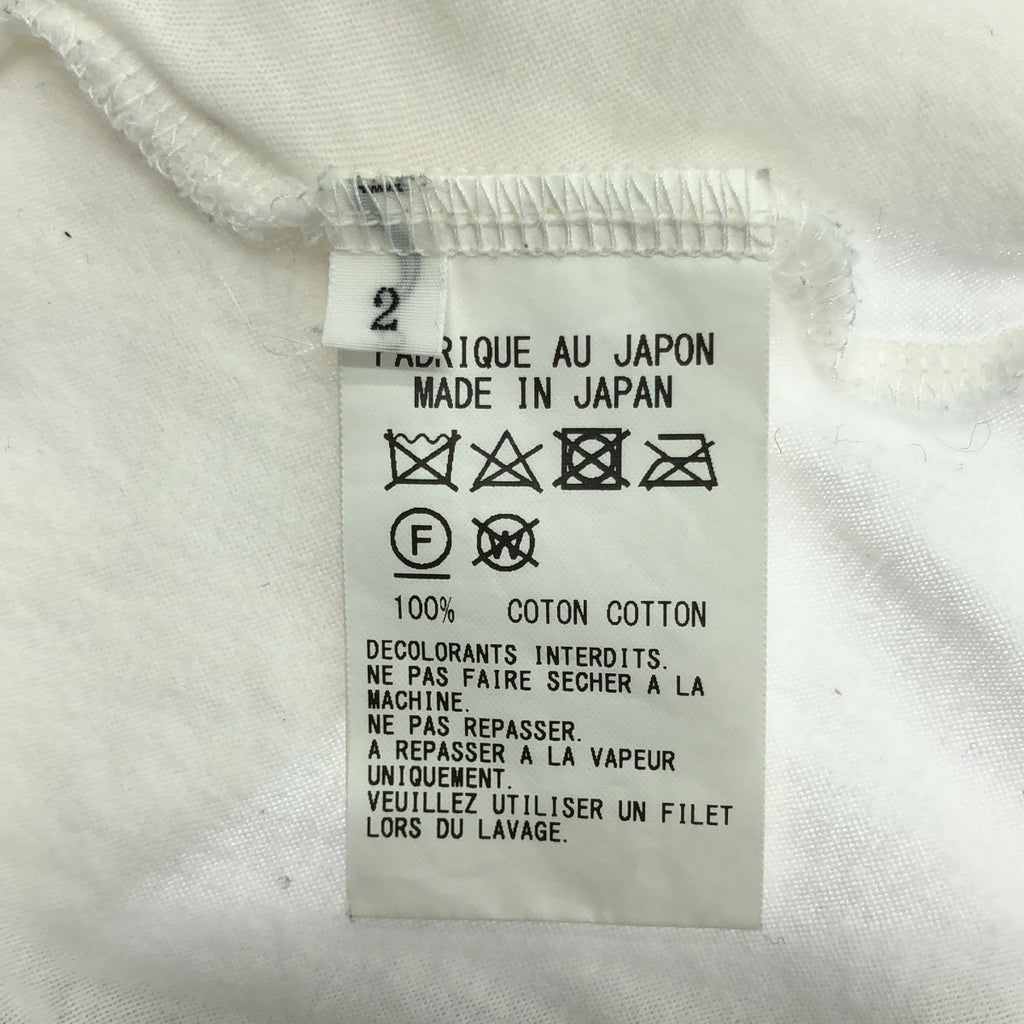 2
FABRIQUE AU JAPON
MADE IN JAPAN
F
W
100% COTON COTTON
DECOLORANTS INTERDITS.
NE PAS FAIRE SECHER A LA
MACHINE.
NE PAS REPASSER.
A REPASSER A LA VAPEUR
UNIQUEMENT.
VEUILLEZ UTILISER UN FILET
LORS DU LAVAGE.